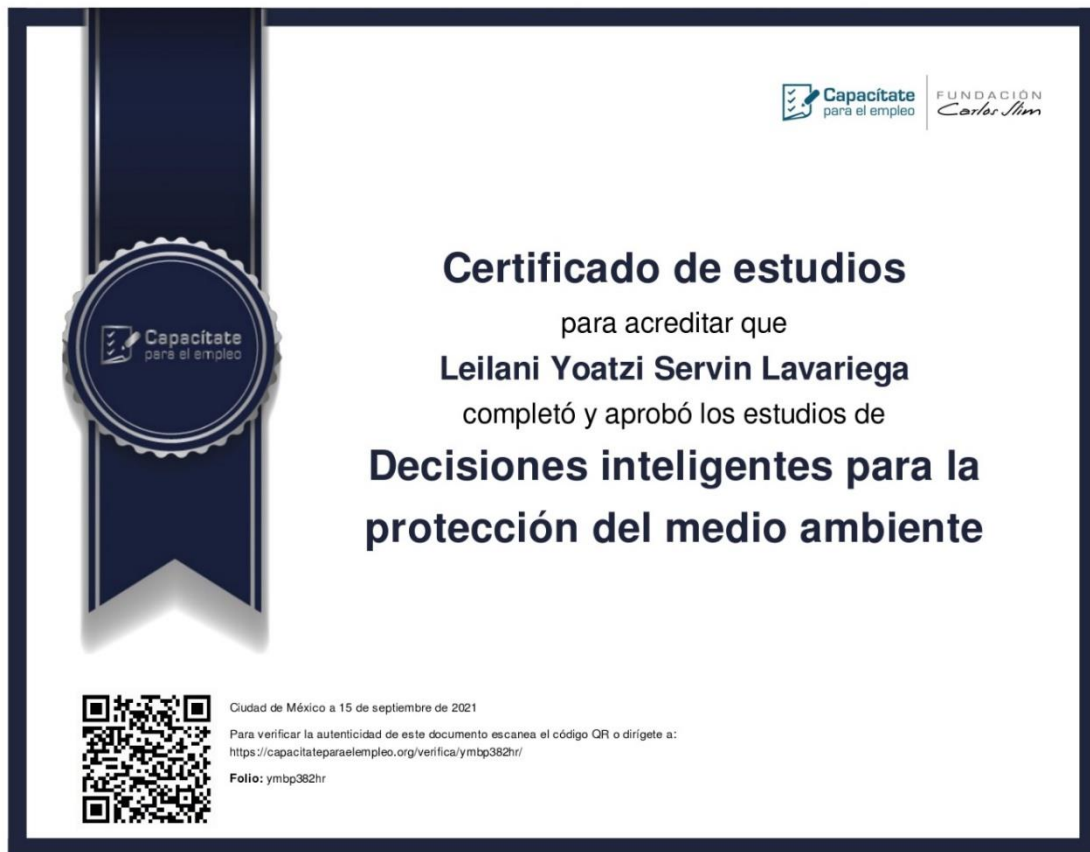 Capacítate
para el empleo
FUNDACIÓN
Carlos Slim
Capacítate
para el empleo
Certificado de estudios
para acreditar que
Leilani Yoatzi Servin Lavariega
completó y aprobó los estudios de
Decisiones inteligentes para la
protección del medio ambiente
Ciudad de México a 15 de septiembre de 2021
Para verificar la autenticidad de este documento escanea el código QR o dirígete a:
https://capacitateparaelempleo.org/verifica/ymbp382hr/
Folio: ymbp382hr